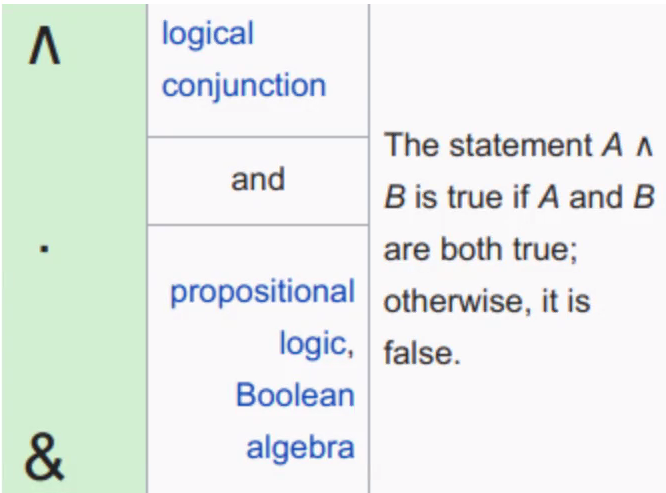 ∧
·
&
logical
conjunction
and
propositional
logic,
Boolean
algebra
The statement A ∧
B is true if A and B
are both true;
otherwise, it is
false.